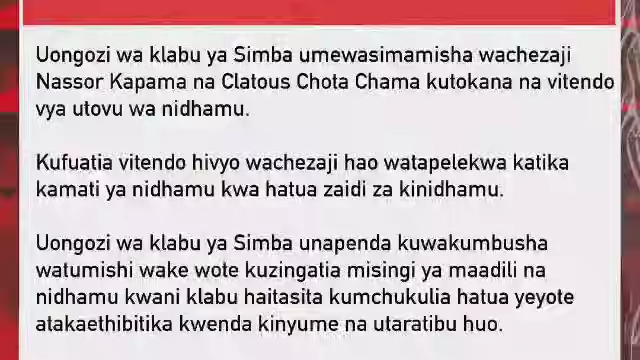 Uongozi wa klabu ya Simba umewasimamisha wachezaji
Nassor Kapama na Clatous Chota Chama kutokana na vitendo
vya utovu wa nidhamu.
Kufuatia vitendo hivyo wachezaji hao watapelekwa katika
kamati ya nidhamu kwa hatua zaidi za kinidhamu.
Uongozi wa klabu ya Simba unapenda kuwakumbusha
watumishi wake wote kuzingatia misingi ya maadili na
nidhamu kwani klabu haitasita kumchukulia hatua yeyote
atakaethibitika kwenda kinyume na utaratibu huo.